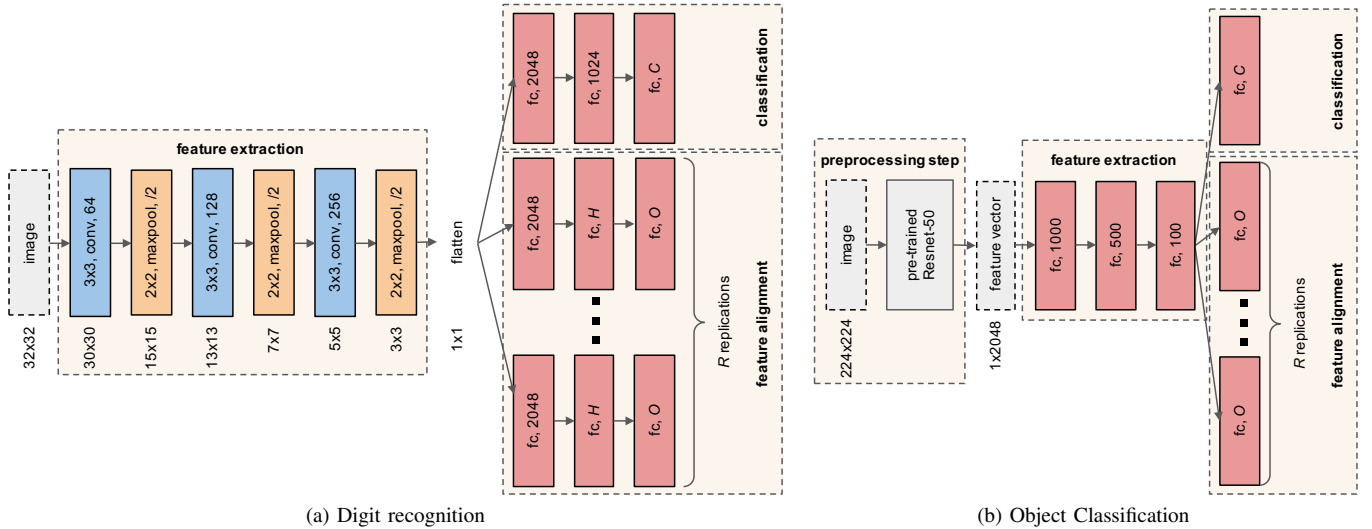 feature extraction
image
3x3, conv, 64
2x2, maxpool, /2
3x3, conv, 128
2x2, maxpool, /2
3x3, conv, 256
2x2, maxpool, /2
32x32
30x30
15x15
13x13
7x7
5x5
3x3
flatten
1x1
fc, 2048
fc, 1024
fc, C
classification
fc, 2048
fc, H
fc, O
fc, 2048
fc, H
fc, O
R replications
feature alignment
(a) Digit recognition
preprocessing step
image
pre-trained
Resnet-50
224x224
feature vector
1x2048
feature extraction
fc, 1000
fc, 500
fc, 100
fc, C
classification
fc, O
fc, O
R replications
feature alignment
(b) Object Classification